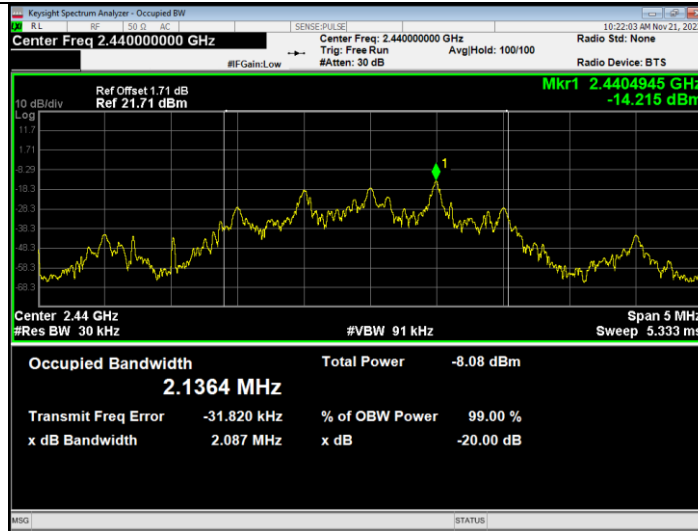 Keysight Spectrum Analyzer - Occupied BW
RL RF 50 Ω AC SENSE:PULSE 10:22:03 AM Nov 21, 202
Center Freq 2.440000000 GHz Center Freq: 2.440000000 GHz Radio Std: None
Trig: Free Run Avg|Hold: 100/100
#IFGain:Low #Atten: 30 dB Radio Device: BTS
Mkr1 2.4404945 GHz
Ref Offset 1.71 dB -14.215 dBm
10 dB/div Ref 21.71 dBm
Log
11.7
1.71
-8.29
-18.3
-28.3
-38.3
-48.3
-58.3
-68.3
1
Center 2.44 GHz Span 5 MHz
#Res BW 30 kHz #VBW 91 kHz Sweep 5.333 ms
Occupied Bandwidth Total Power -8.08 dBm
2.1364 MHz
Transmit Freq Error -31.820 kHz % of OBW Power 99.00 %
x dB Bandwidth 2.087 MHz x dB -20.00 dB
MSG STATUS